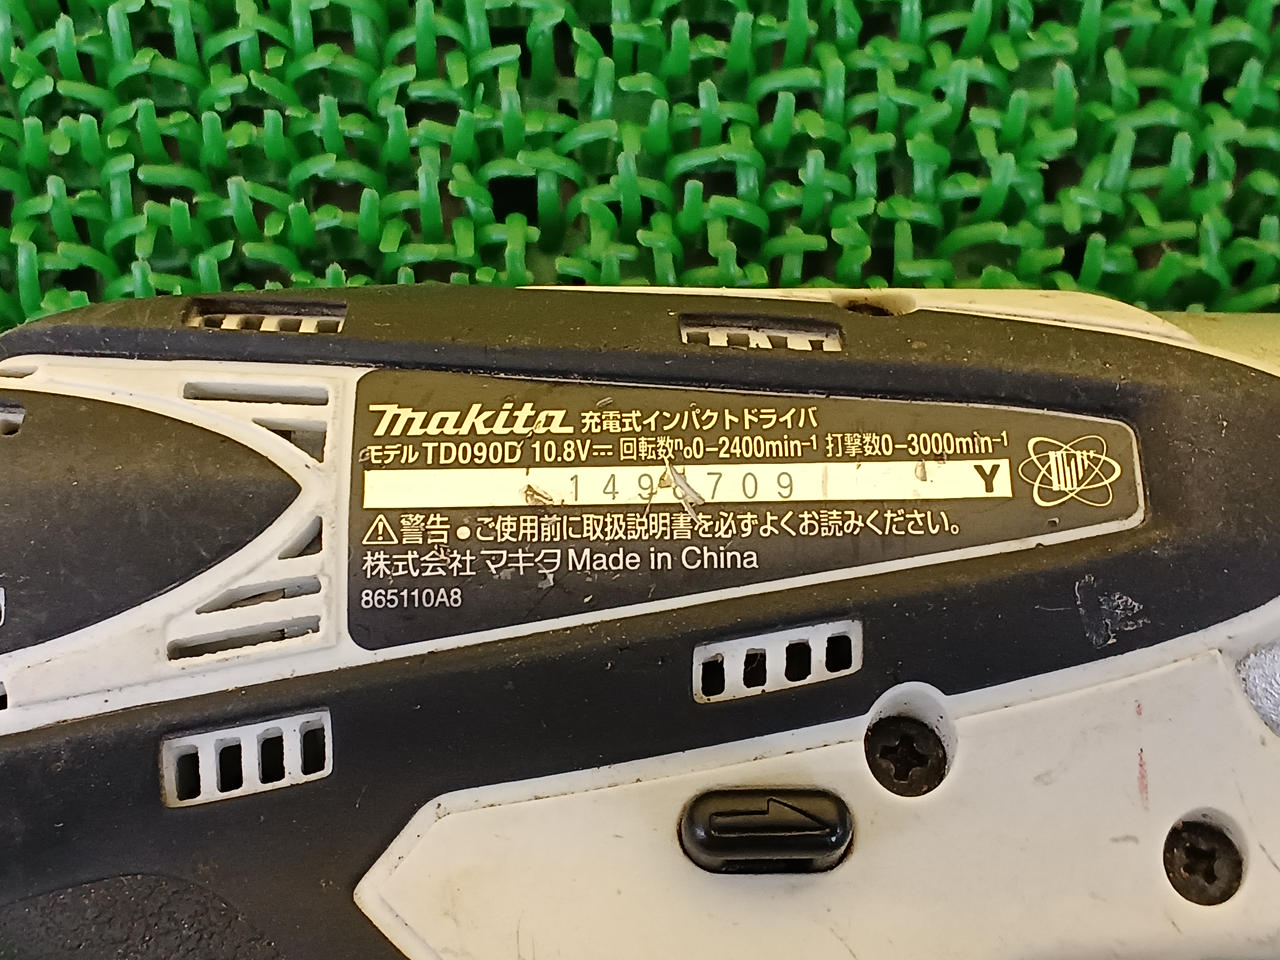 makita 充電式インパクトドライバ
モデル TD090D 10.8V⎓ 回転数n₀0−2400min⁻¹ 打撃数0−3000min⁻¹
Y
⚠警告●ご使用前に取扱説明書を必ずよくお読みください。
株式会社 マキタ Made in China
865110A8